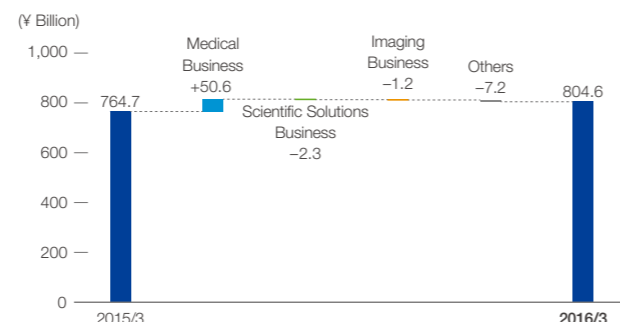 (¥ Billion)
1,000
800
600
400
200
0
764.7
Medical
Business
+50.6
Scientific Solutions
Business
−2.3
Imaging
Business
−1.2
Others
−7.2
804.6
2015/3
2016/3